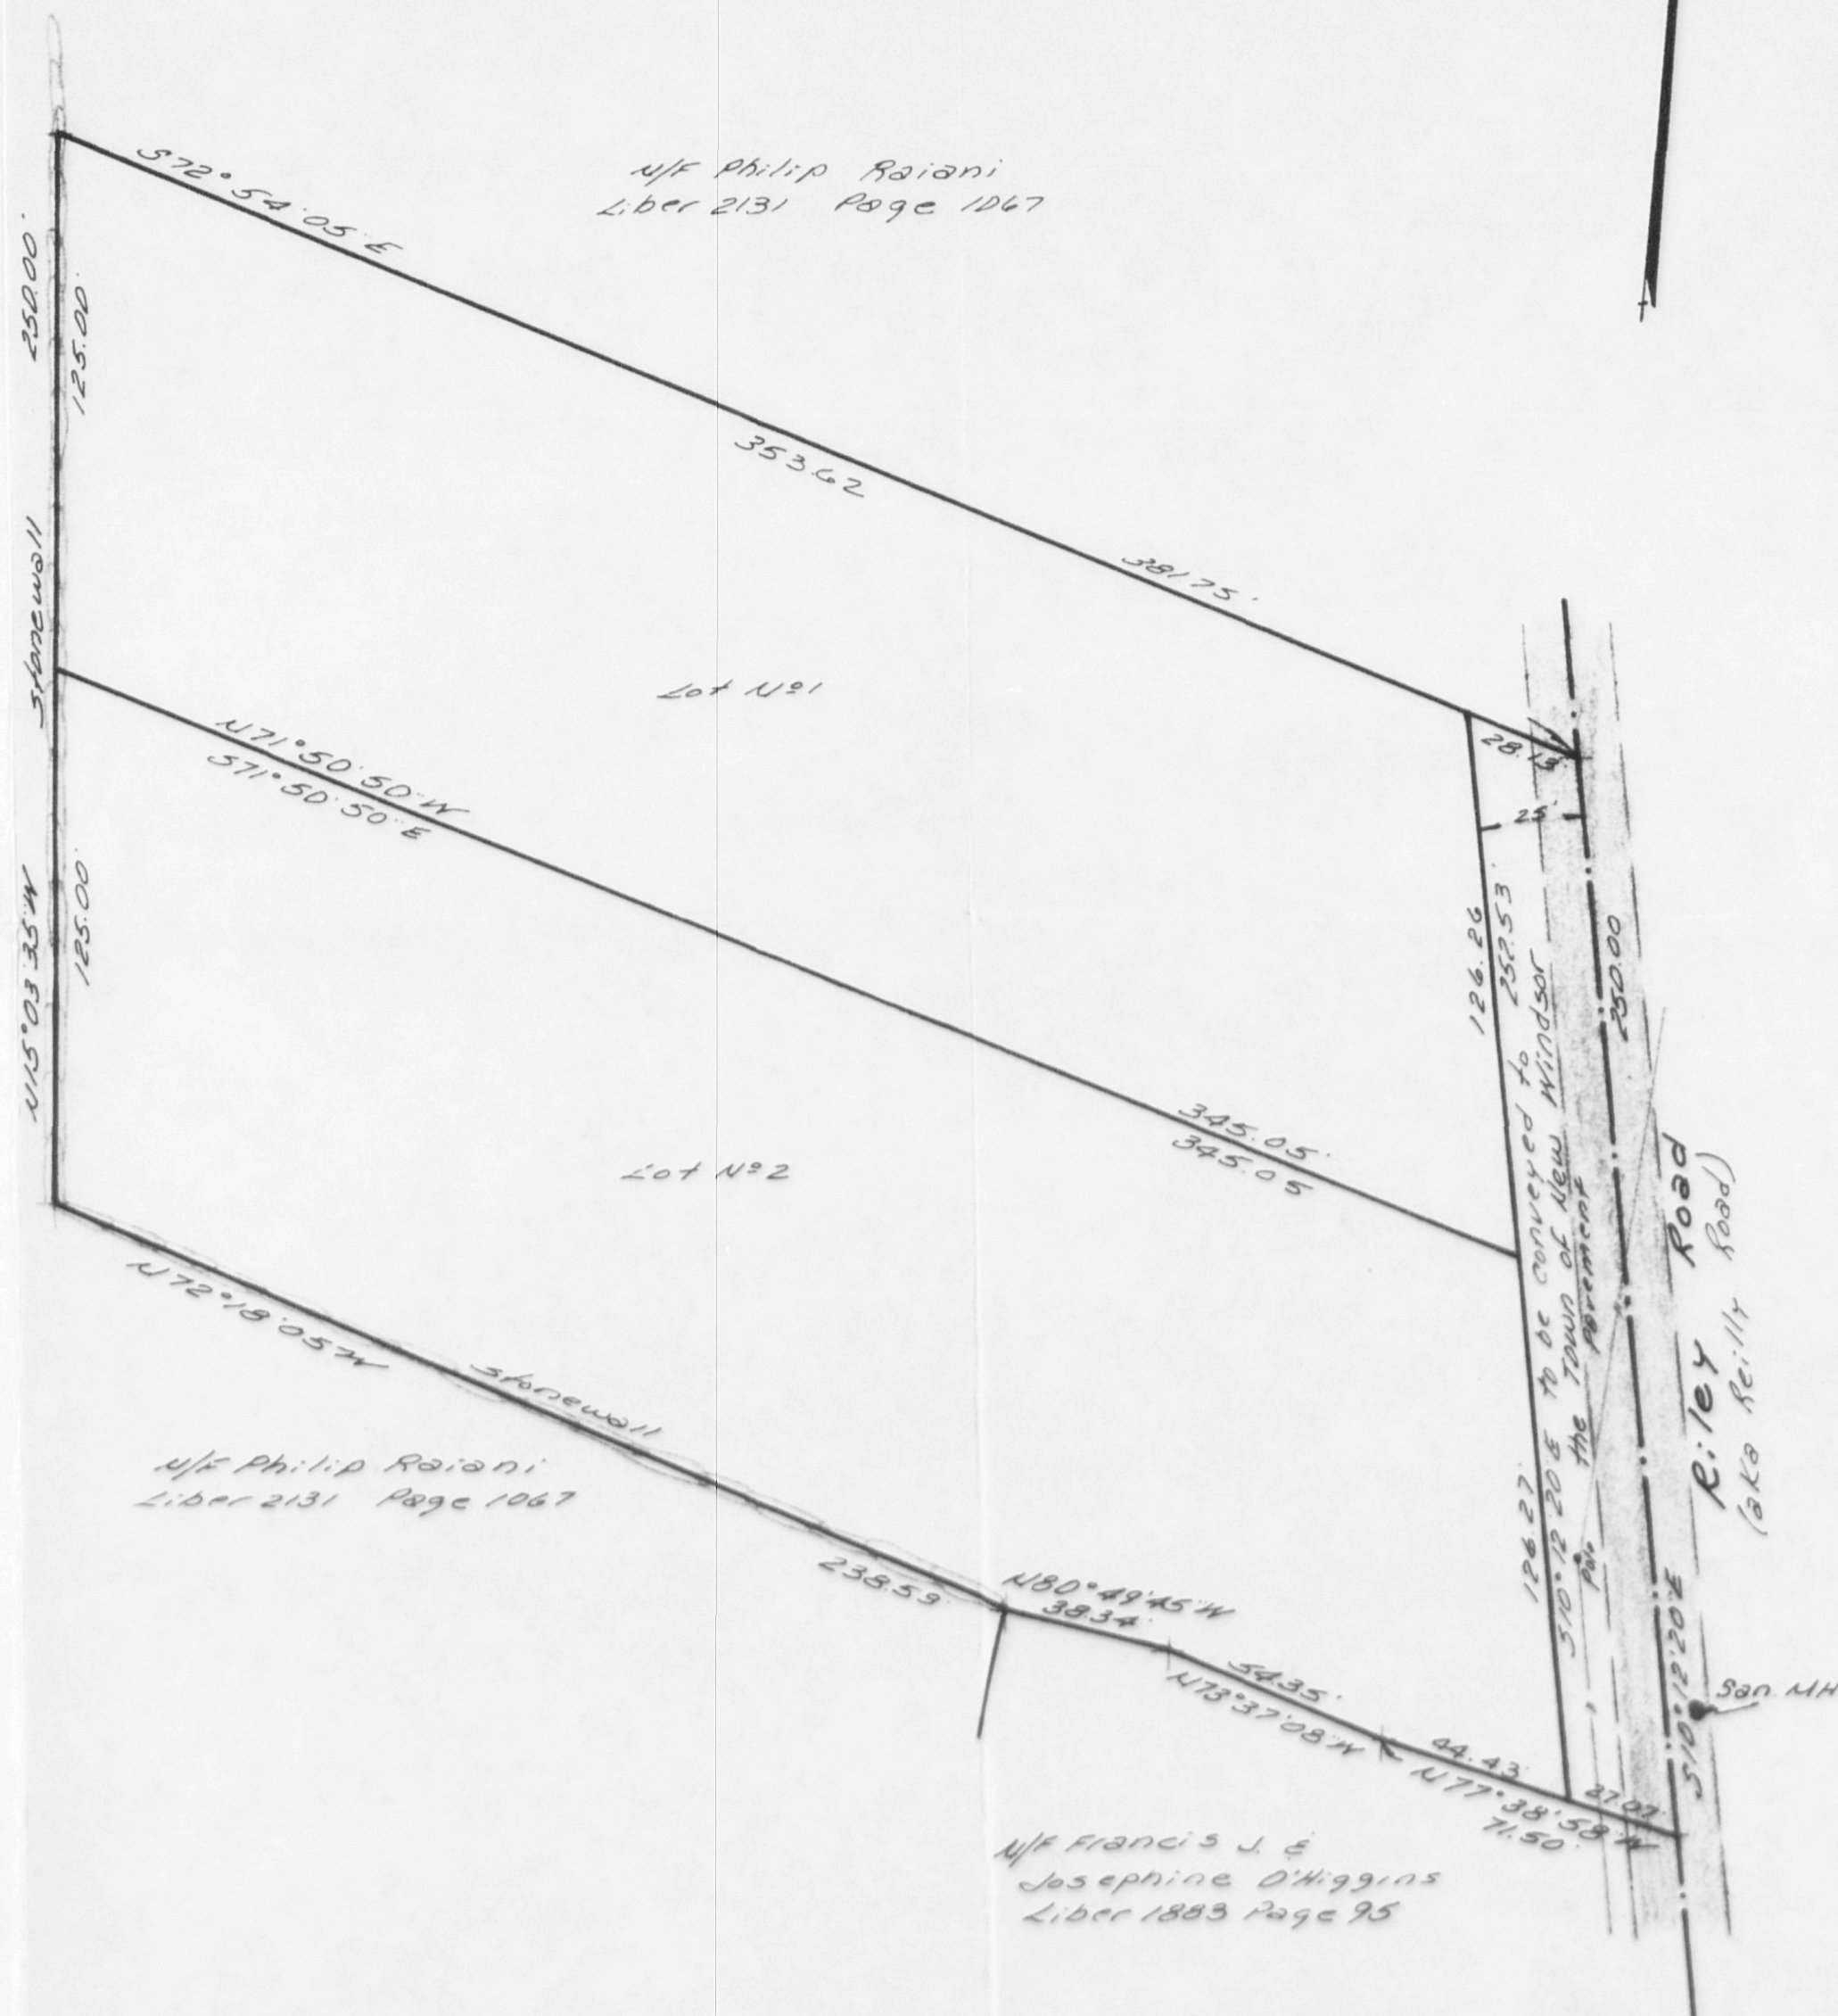 N/F Philip Raiani
Liber 2131 Page 1067
S72°54'05"E
250.00'
125.00'
353.62
381.75'
Stonewall
Lot Nº1
28.13'
25'
N71°50'50"W
S71°50'50"E
N15°03'35"W
125.00'
126.26
252.53'
250.00
345.05'
345.05
to be conveyed to
the Town of New Windsor
Pavement
Riley Road
(aka Reilly Road)
Lot Nº2
N72°18'05"W
Stonewall
N/F Philip Raiani
Liber 2131 Page 1067
238.59'
126.27'
S10°12'20"E
Pole
S10°12'20"E
San. MH
N80°49'45"W
38.34'
54.35'
N73°37'08"W
44.43'
27.07'
N77°38'58"W
71.50'
N/F Francis J. &
Josephine O'Higgins
Liber 1883 Page 95